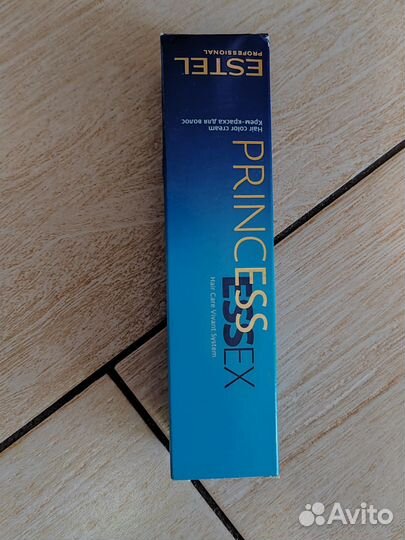 ESTEL
PROFESSIONAL
Hair color cream
Крем-краска для волос
PRINCESS
ESSEX
Hair Care Vivant System
Avito